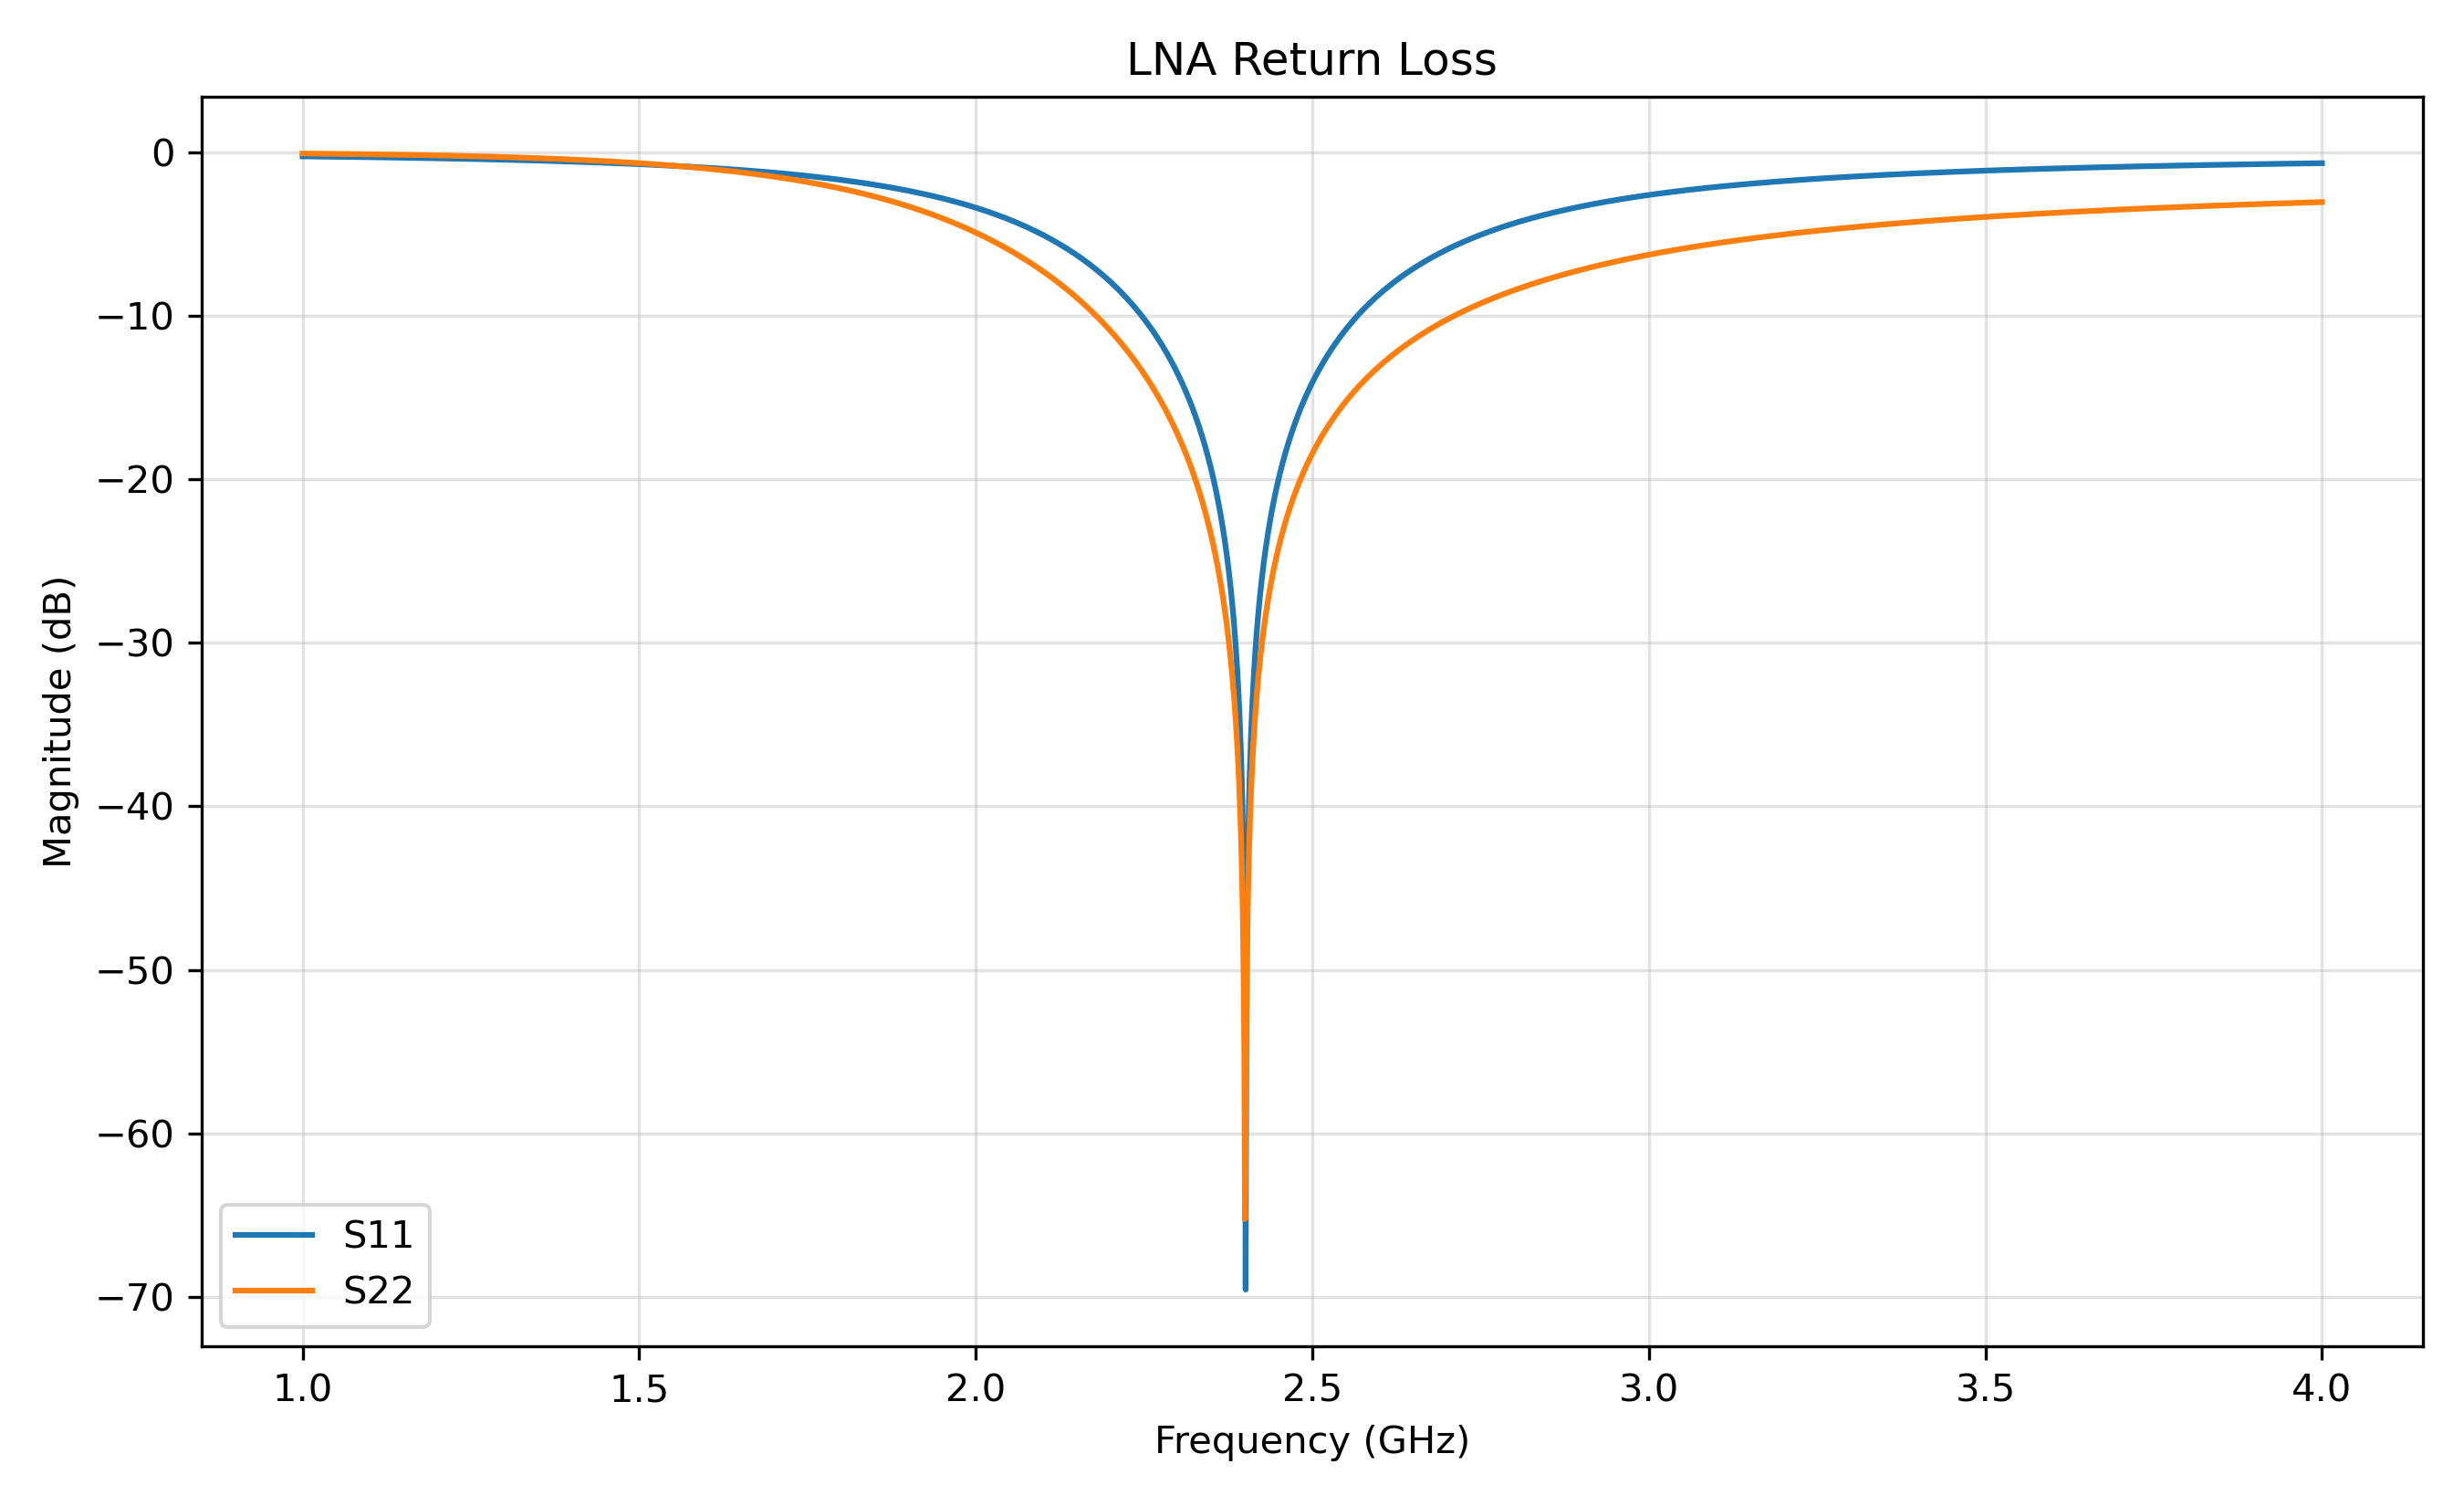 LNA Return Loss
Magnitude (dB)
0
−10
−20
−30
−40
−50
−60
−70
S11
S22
1.0 1.5 2.0 2.5 3.0 3.5 4.0
Frequency (GHz)